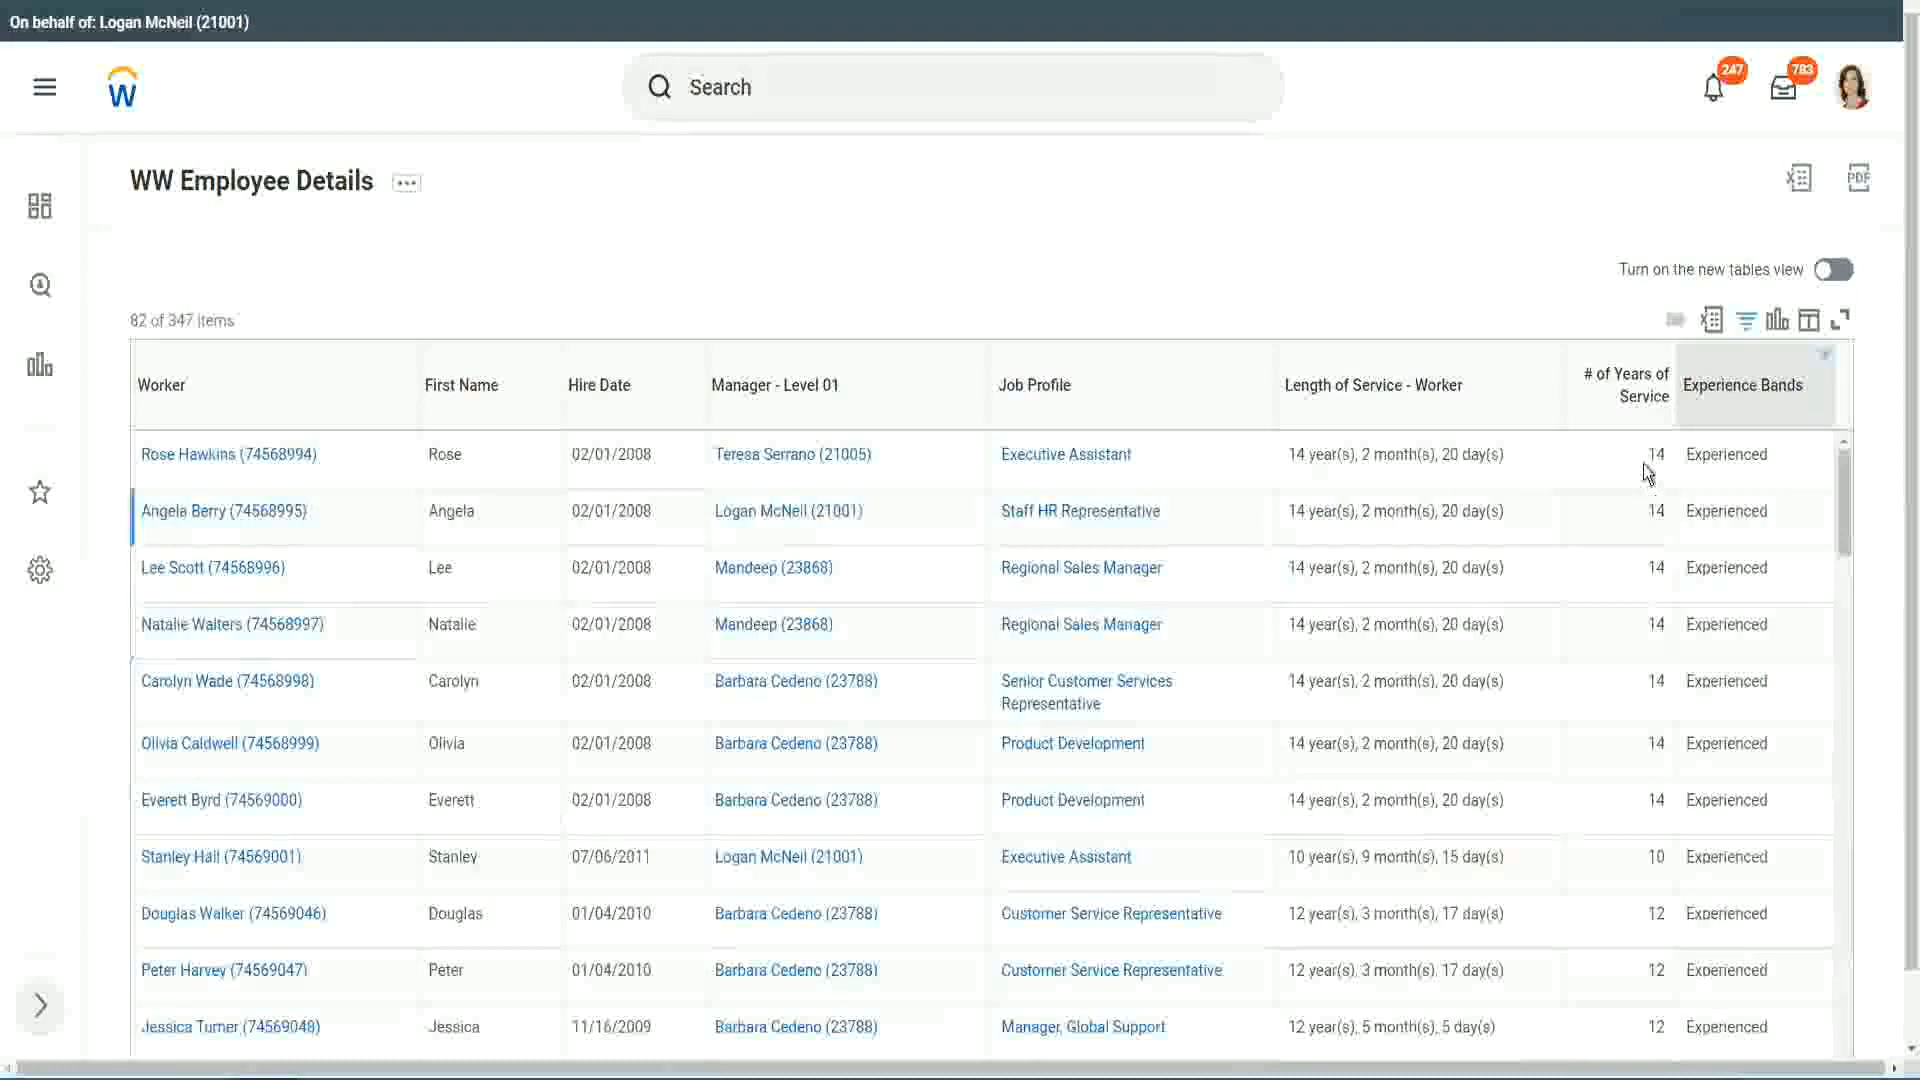 On behalf of: Logan McNeil (21001)
Search
247
783
WW Employee Details
PDF
Turn on the new tables view
82 of 347 items
Worker First Name Hire Date Manager - Level 01 Job Profile Length of Service - Worker # of Years of Service Experience Bands
Rose Hawkins (74568994) Rose 02/01/2008 Teresa Serrano (21005) Executive Assistant 14 year(s), 2 month(s), 20 day(s) 14 Experienced
Angela Berry (74568995) Angela 02/01/2008 Logan McNeil (21001) Staff HR Representative 14 year(s), 2 month(s), 20 day(s) 14 Experienced
Lee Scott (74568996) Lee 02/01/2008 Mandeep (23868) Regional Sales Manager 14 year(s), 2 month(s), 20 day(s) 14 Experienced
Natalie Walters (74568997) Natalie 02/01/2008 Mandeep (23868) Regional Sales Manager 14 year(s), 2 month(s), 20 day(s) 14 Experienced
Carolyn Wade (74568998) Carolyn 02/01/2008 Barbara Cedeno (23788) Senior Customer Services Representative 14 year(s), 2 month(s), 20 day(s) 14 Experienced
Olivia Caldwell (74568999) Olivia 02/01/2008 Barbara Cedeno (23788) Product Development 14 year(s), 2 month(s), 20 day(s) 14 Experienced
Everett Byrd (74569000) Everett 02/01/2008 Barbara Cedeno (23788) Product Development 14 year(s), 2 month(s), 20 day(s) 14 Experienced
Stanley Hall (74569001) Stanley 07/06/2011 Logan McNeil (21001) Executive Assistant 10 year(s), 9 month(s), 15 day(s) 10 Experienced
Douglas Walker (74569046) Douglas 01/04/2010 Barbara Cedeno (23788) Customer Service Representative 12 year(s), 3 month(s), 17 day(s) 12 Experienced
Peter Harvey (74569047) Peter 01/04/2010 Barbara Cedeno (23788) Customer Service Representative 12 year(s), 3 month(s), 17 day(s) 12 Experienced
Jessica Turner (74569048) Jessica 11/16/2009 Barbara Cedeno (23788) Manager, Global Support 12 year(s), 5 month(s), 5 day(s) 12 Experienced